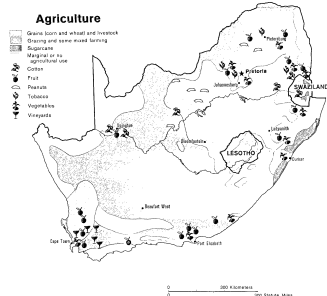 Agriculture
Grains (corn and wheat) and livestock
Grazing and some mixed farming
Sugarcane
Marginal or no
agricultural use
Cotton
Fruit
Peanuts
Tobacco
Vegetables
Vineyards
Pietersburg
Pretoria
Johannesburg
SWAZILAND
Upington
Ladysmith
Bloemfontein
LESOTHO
Durban
Beaufort West
Cape Town
Port Elizabeth
0 200 Kilometers
0 200 Statute Miles